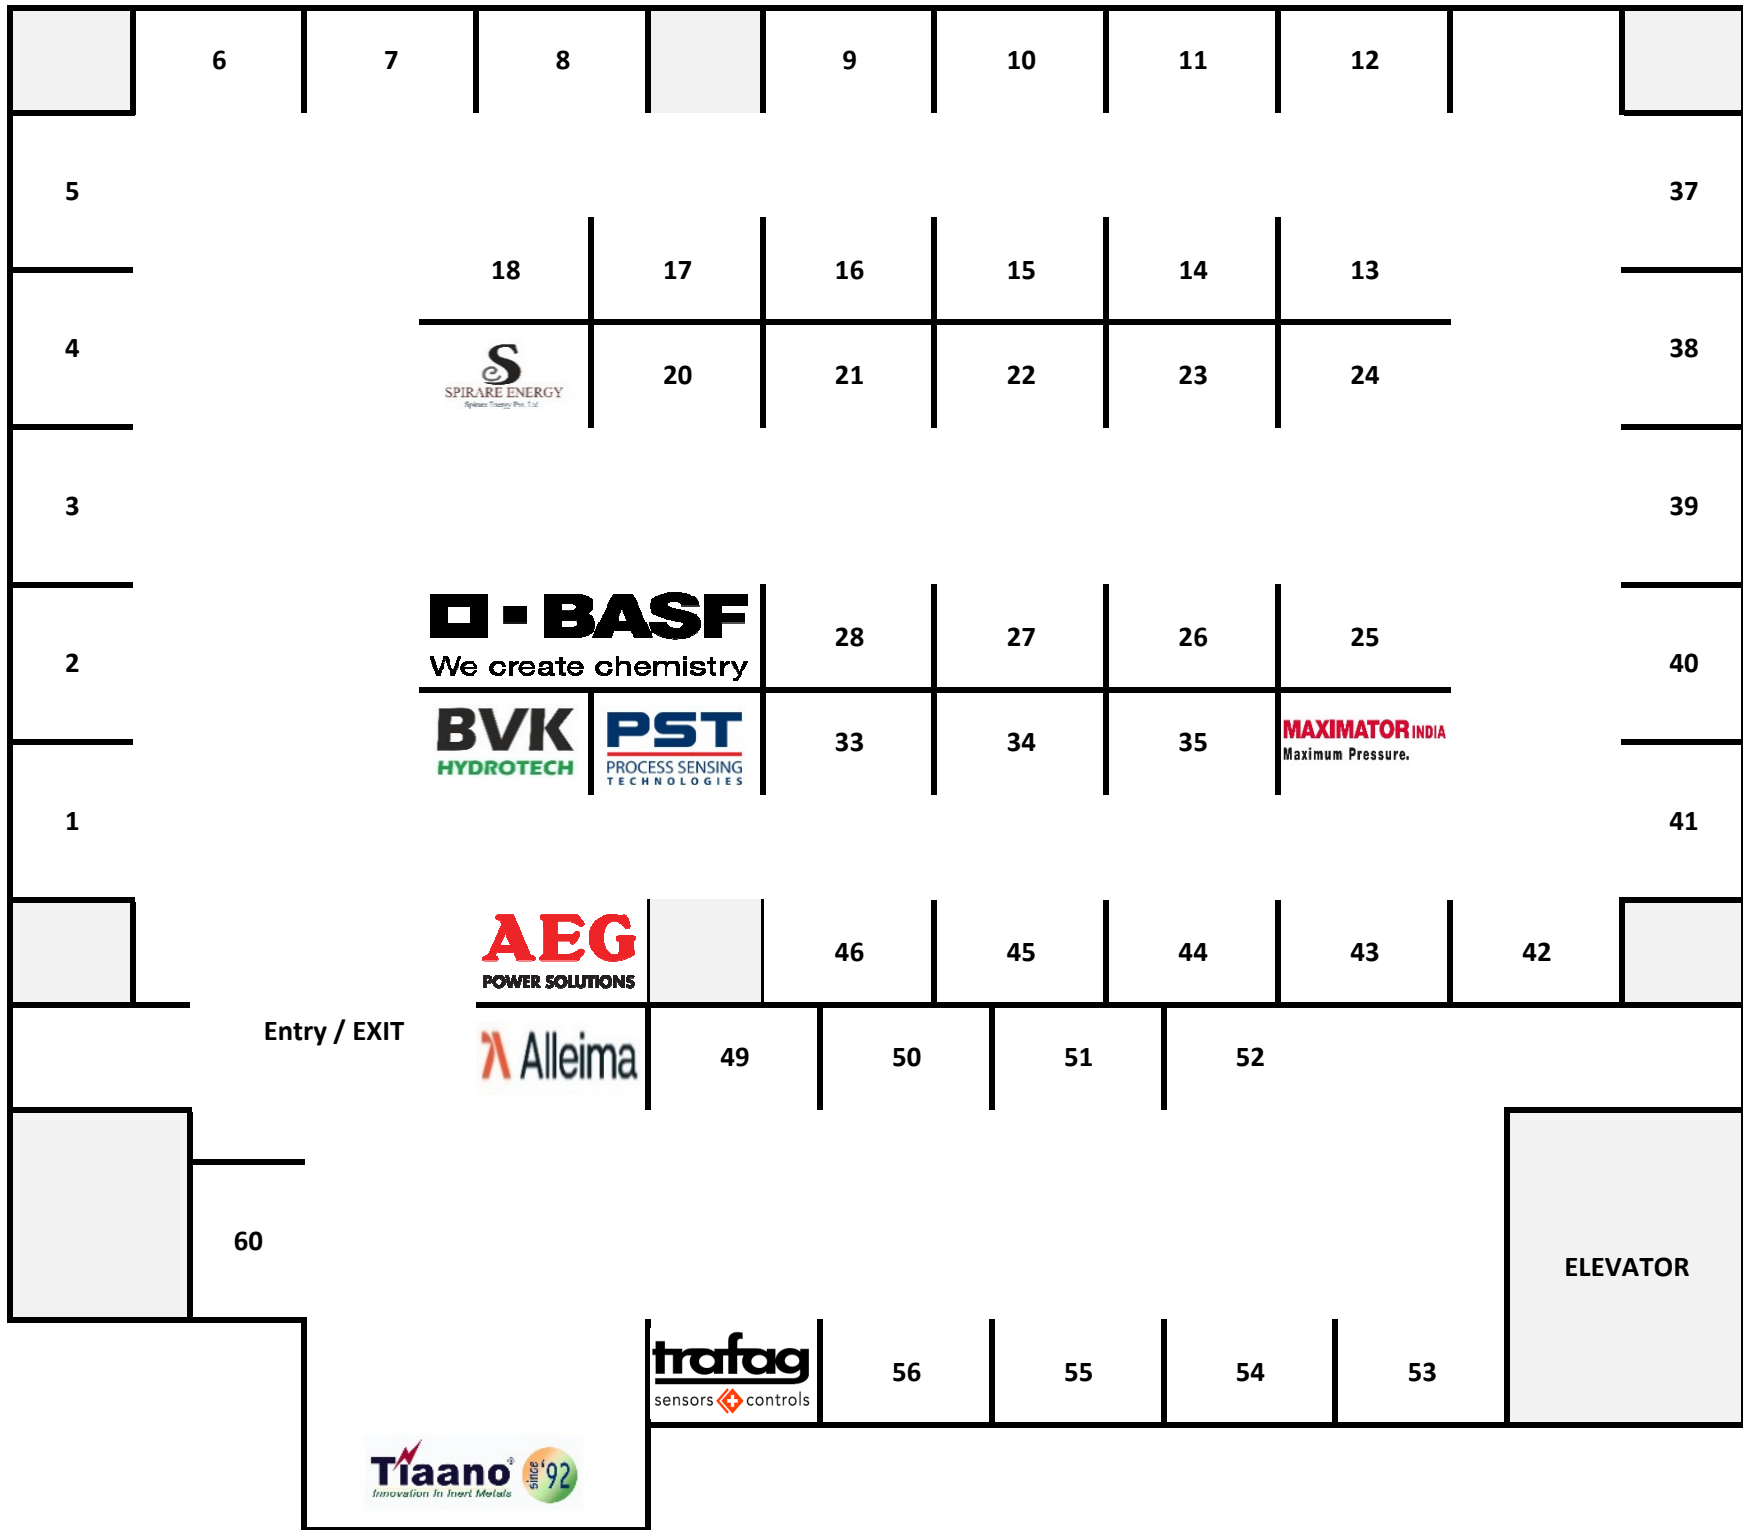 6 7 8 9 10 11 12
5 37
18 17 16 15 14 13
4 38
S
SPIRARE ENERGY
Spirare Energy Pvt. Ltd.
20 21 22 23 24
3 39
BASF
We create chemistry
28 27 26 25
2 40
BVK
HYDROTECH
PST
PROCESS SENSING
TECHNOLOGIES
33 34 35
MAXIMATOR INDIA
Maximum Pressure.
1 41
AEG
POWER SOLUTIONS
46 45 44 43 42
Entry / EXIT
Alleima
49 50 51 52
60
ELEVATOR
trafag
sensors controls
56 55 54 53
Tiaano®
Innovation In Inert Metals
since '92